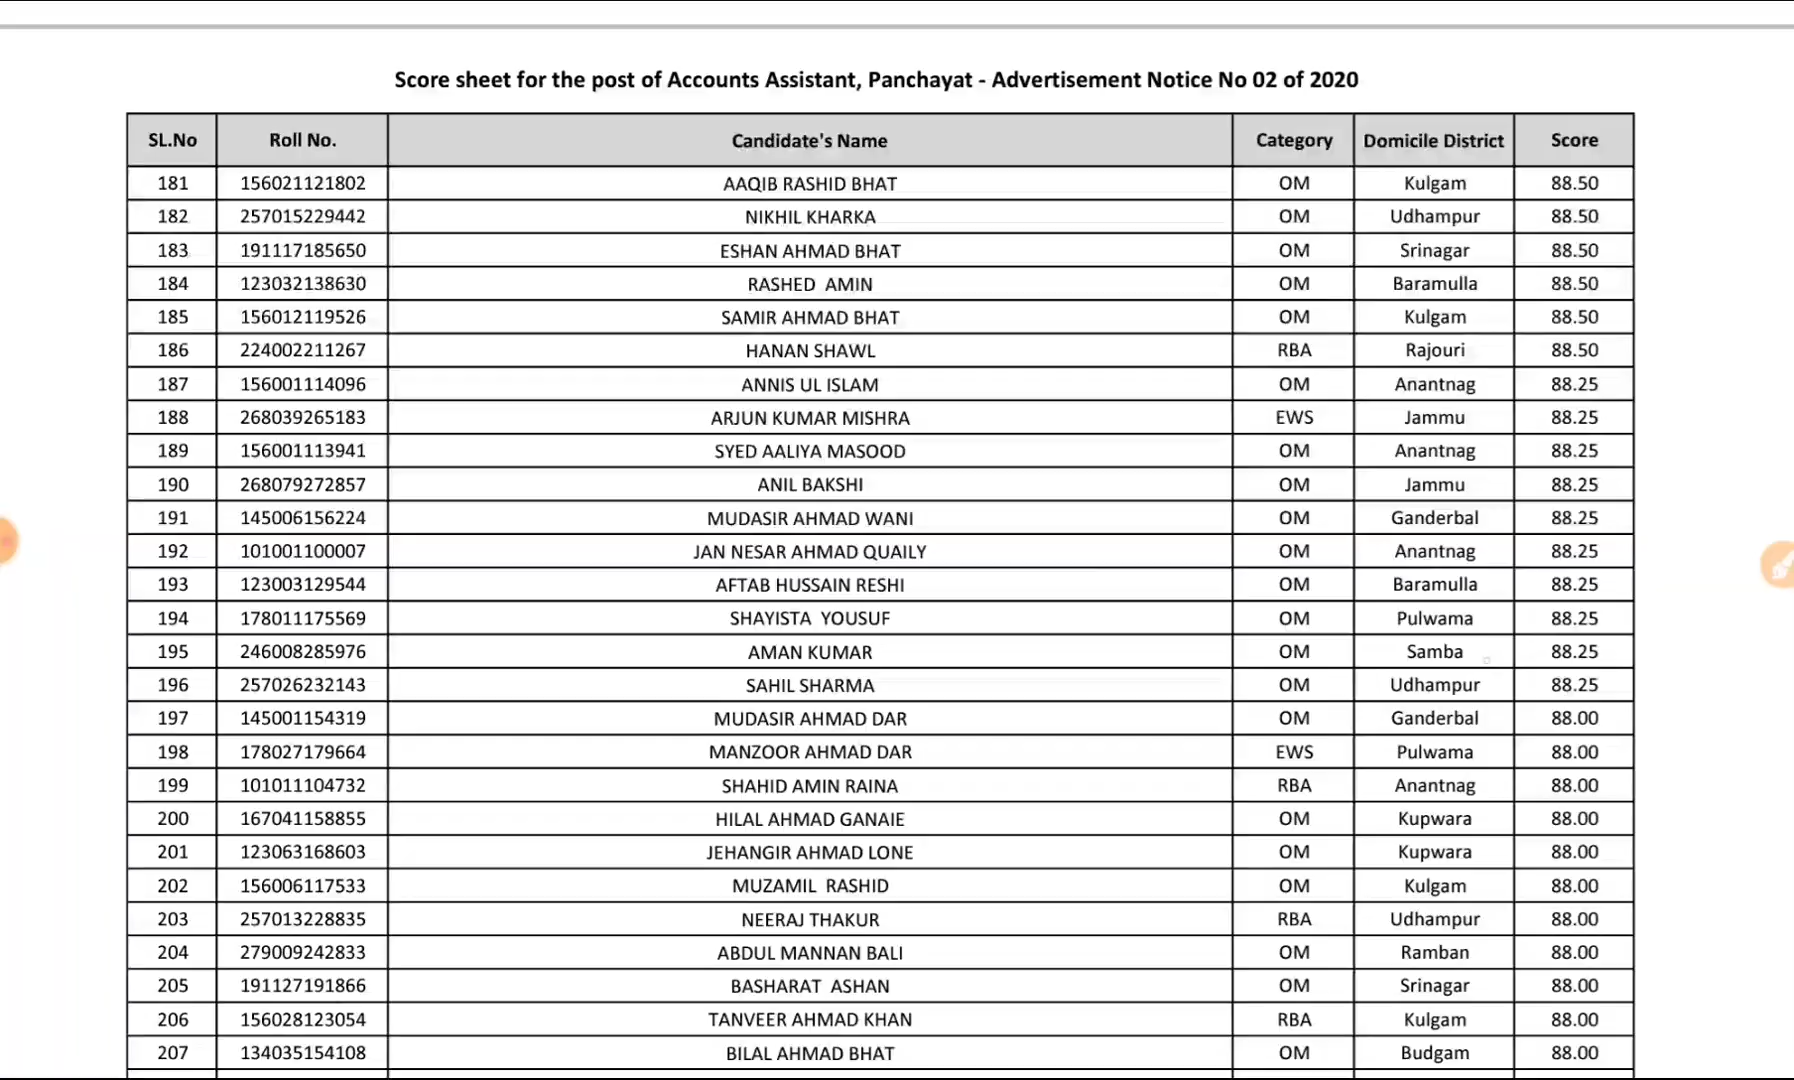 Score sheet for the post of Accounts Assistant, Panchayat - Advertisement Notice No 02 of 2020
SL.No Roll No. Candidate's Name Category Domicile District Score
181 156021121802 AAQIB RASHID BHAT OM Kulgam 88.50
182 257015229442 NIKHIL KHARKA OM Udhampur 88.50
183 191117185650 ESHAN AHMAD BHAT OM Srinagar 88.50
184 123032138630 RASHED AMIN OM Baramulla 88.50
185 156012119526 SAMIR AHMAD BHAT OM Kulgam 88.50
186 224002211267 HANAN SHAWL RBA Rajouri 88.50
187 156001114096 ANNIS UL ISLAM OM Anantnag 88.25
188 268039265183 ARJUN KUMAR MISHRA EWS Jammu 88.25
189 156001113941 SYED AALIYA MASOOD OM Anantnag 88.25
190 268079272857 ANIL BAKSHI OM Jammu 88.25
191 145006156224 MUDASIR AHMAD WANI OM Ganderbal 88.25
192 101001100007 JAN NESAR AHMAD QUAILY OM Anantnag 88.25
193 123003129544 AFTAB HUSSAIN RESHI OM Baramulla 88.25
194 178011175569 SHAYISTA YOUSUF OM Pulwama 88.25
195 246008285976 AMAN KUMAR OM Samba 88.25
196 257026232143 SAHIL SHARMA OM Udhampur 88.25
197 145001154319 MUDASIR AHMAD DAR OM Ganderbal 88.00
198 178027179664 MANZOOR AHMAD DAR EWS Pulwama 88.00
199 101011104732 SHAHID AMIN RAINA RBA Anantnag 88.00
200 167041158855 HILAL AHMAD GANAIE OM Kupwara 88.00
201 123063168603 JEHANGIR AHMAD LONE OM Kupwara 88.00
202 156006117533 MUZAMIL RASHID OM Kulgam 88.00
203 257013228835 NEERAJ THAKUR RBA Udhampur 88.00
204 279009242833 ABDUL MANNAN BALI OM Ramban 88.00
205 191127191866 BASHARAT ASHAN OM Srinagar 88.00
206 156028123054 TANVEER AHMAD KHAN RBA Kulgam 88.00
207 134035154108 BILAL AHMAD BHAT OM Budgam 88.00